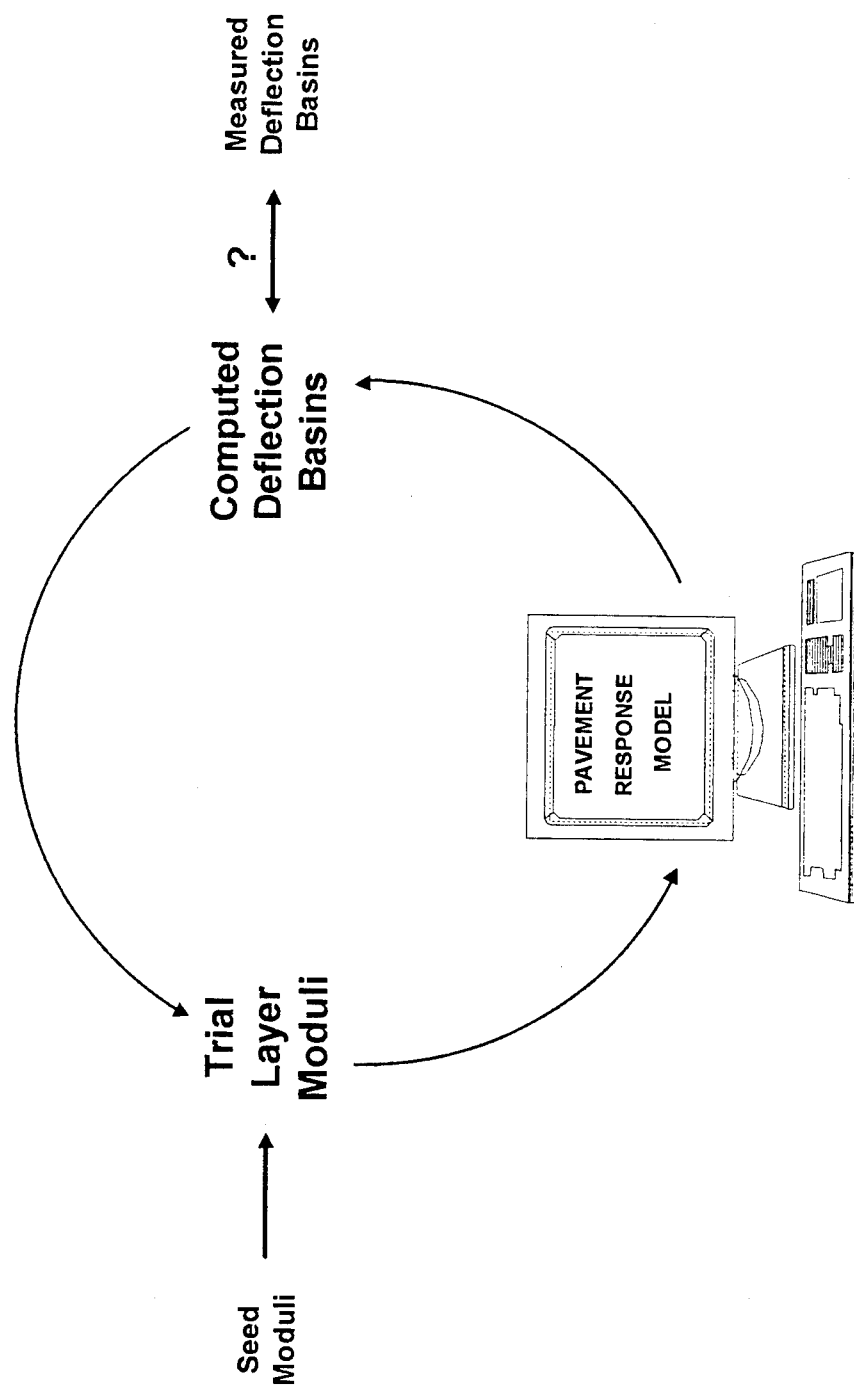 Seed
Moduli
Trial
Layer
Moduli
PAVEMENT
RESPONSE
MODEL
Computed
Deflection
Basins
?
Measured
Deflection
Basins